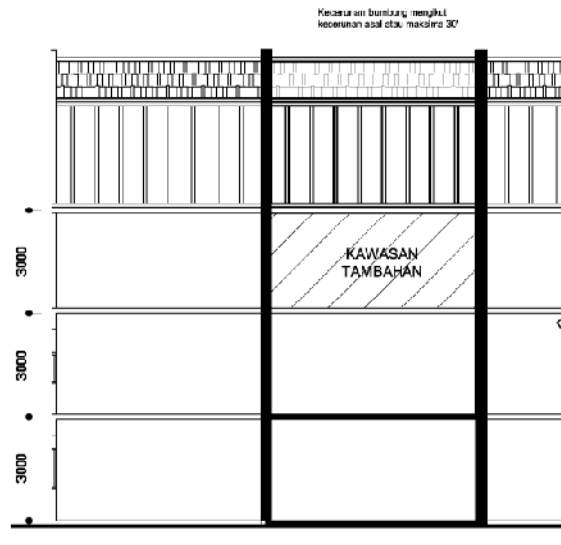 Kecerunan bumbung mengikut
kecerunan asal atau maksima 30'
KAWASAN
TAMBAHAN
3000
3000
3000